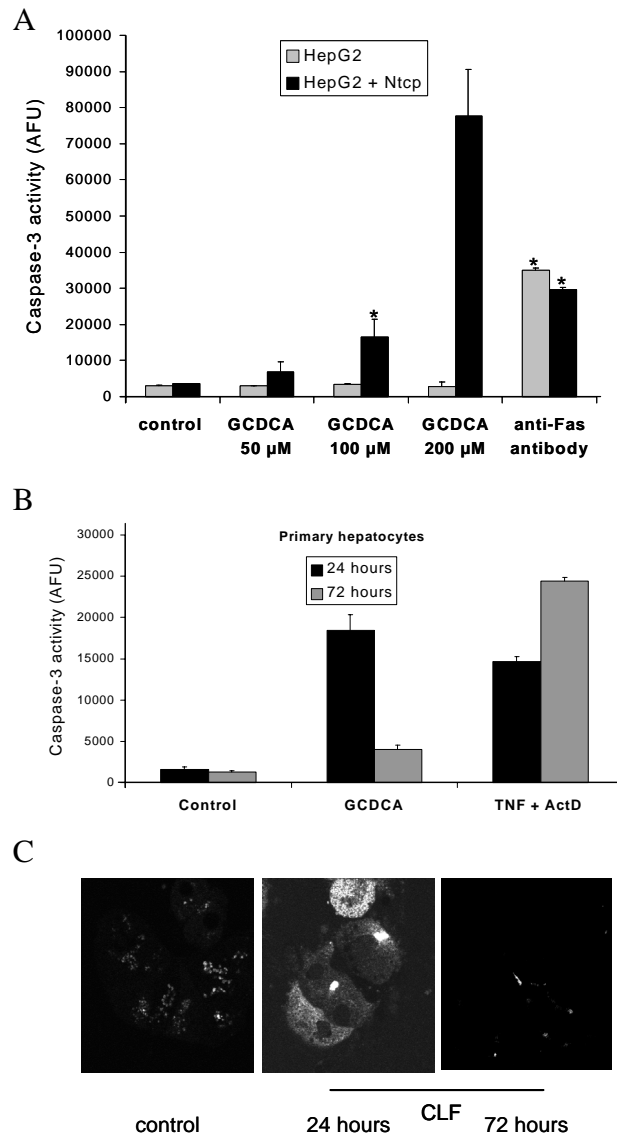 A
HepG2
HepG2 + Ntcp
Caspase-3 activity (AFU)
100000
90000
80000
70000
60000
50000
40000
30000
20000
10000
0
*
* *
control GCDCA GCDCA GCDCA anti-Fas
50 µM 100 µM 200 µM antibody
B
Primary hepatocytes
24 hours
72 hours
Caspase-3 activity (AFU)
30000
25000
20000
15000
10000
5000
0
Control GCDCA TNF + ActD
C
CLF
control 24 hours 72 hours